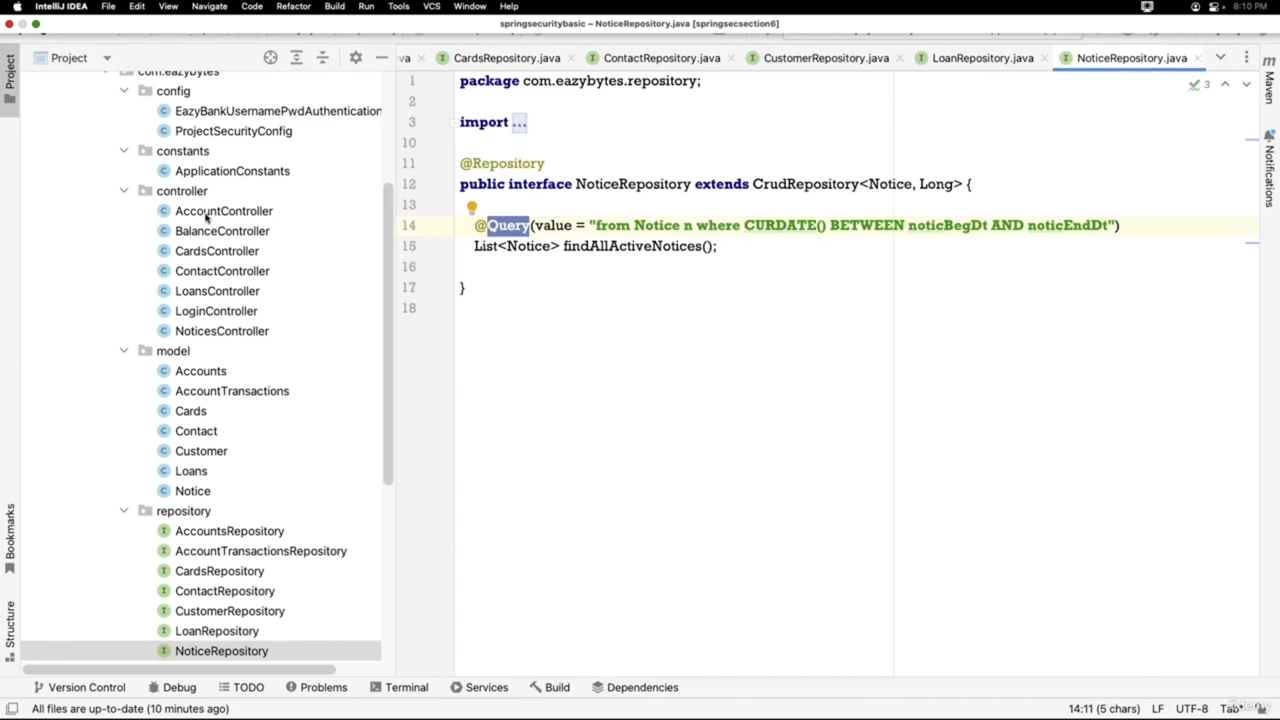 IntelliJ IDEA File Edit View Navigate Code Refactor Build Run Tools VCS Window Help Fri 8:10 PM
springsecuritybasic – NoticeRepository.java [springsecsection6]
Project
va CardsRepository.java ContactRepository.java CustomerRepository.java LoanRepository.java NoticeRepository.java
com.eazybytes
config
EazyBankUsernamePwdAuthentication
ProjectSecurityConfig
constants
ApplicationConstants
controller
AccountController
BalanceController
CardsController
ContactController
LoansController
LoginController
NoticesController
model
Accounts
AccountTransactions
Cards
Contact
Customer
Loans
Notice
repository
AccountsRepository
AccountTransactionsRepository
CardsRepository
ContactRepository
CustomerRepository
LoanRepository
NoticeRepository
1 package com.eazybytes.repository;
2
3 import ...
10
11 @Repository
12 public interface NoticeRepository extends CrudRepository<Notice, Long> {
13
14 @Query(value = "from Notice n where CURDATE() BETWEEN noticBegDt AND noticEndDt")
15 List<Notice> findAllActiveNotices();
16
17 }
18
3
Project
Bookmarks
Structure
Maven
Notifications
Version Control Debug TODO Problems Terminal Services Build Dependencies
All files are up-to-date (10 minutes ago) 14:11 (5 chars) LF UTF-8 Tab*